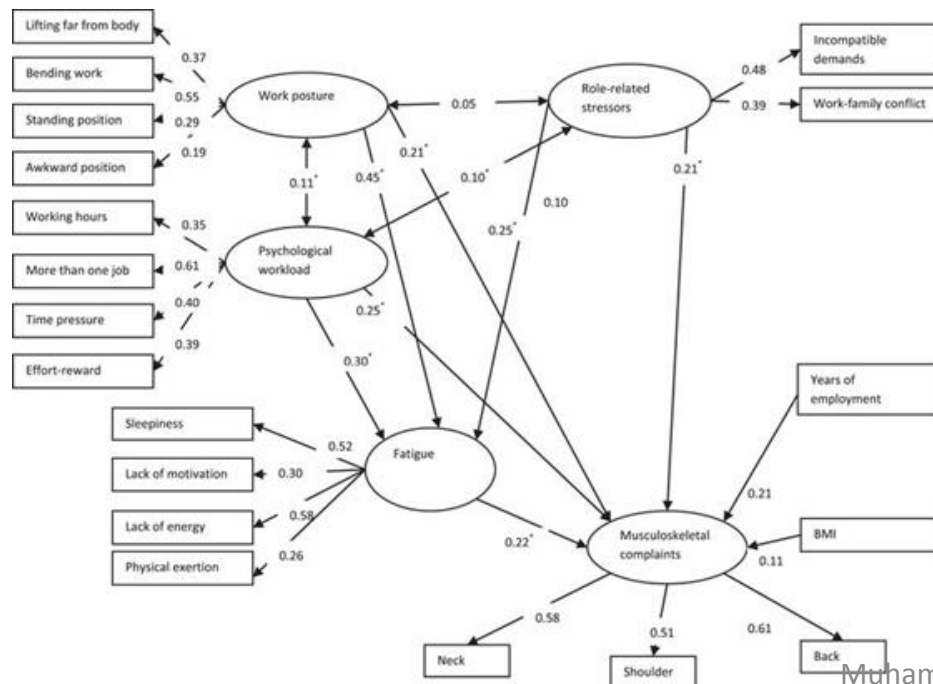 Lifting far from body
0.37
Bending work
0.55
Standing position
0.29
Awkward position
0.19
Work posture
0.05
Role-related
stressors
Incompatible
demands
0.48
0.39
Work-family conflict
0.11*
0.45*
0.21*
0.10*
0.21*
Working hours
0.35
More than one job
0.61
Time pressure
0.40
Effort-reward
0.39
Psychological
workload
0.25*
0.10
0.25*
0.30*
Years of
employment
Sleepiness
0.52
Lack of motivation
0.30
Lack of energy
0.58
Physical exertion
0.26
Fatigue
0.21
0.22*
Musculoskeletal
complaints
BMI
0.11
0.58
0.51
0.61
Neck
Shoulder
Back
Muham